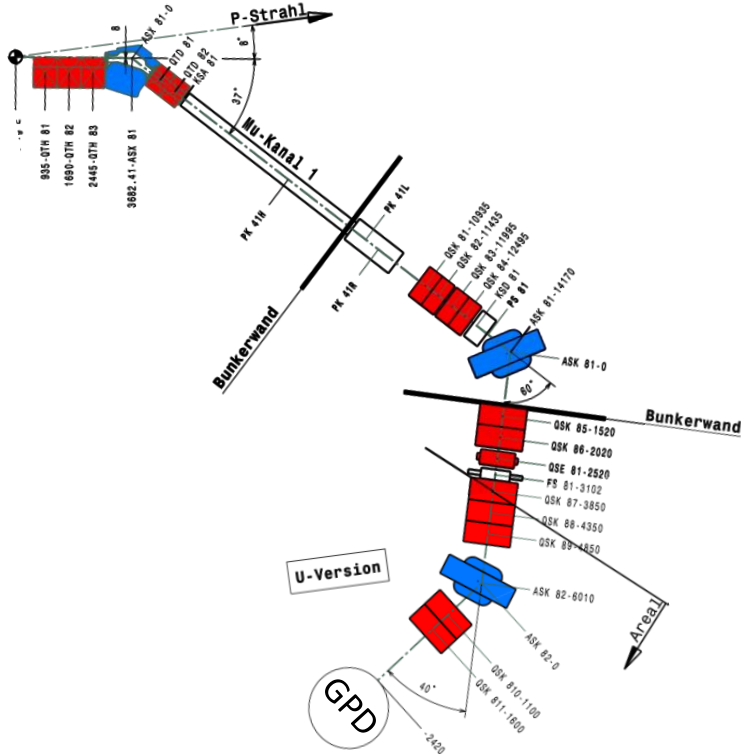 P-Strahl
8°
8
ASX 81-0
QTD 81
QTD 82
KSA 81
37°
935-QTH 81
1690-QTH 82
2445-QTH 83
3682.41-ASX 81
Mu-Kanal 1
PK 41H
PK 41L
PK 41R
Bunkerwand
QSK 81-10935
QSK 82-11435
QSK 83-11995
QSK 84-12495
KSD 81
PS 81
ASK 81-14170
ASK 81-0
60°
Bunkerwand
QSK 85-1520
QSK 86-2020
QSE 81-2520
FS 81-3102
QSK 87-3850
QSK 88-4350
QSK 89-4850
U-Version
ASK 82-6010
ASK 82-0
Areal
QSK 810-1100
QSK 811-1600
40°
GPD
-2420